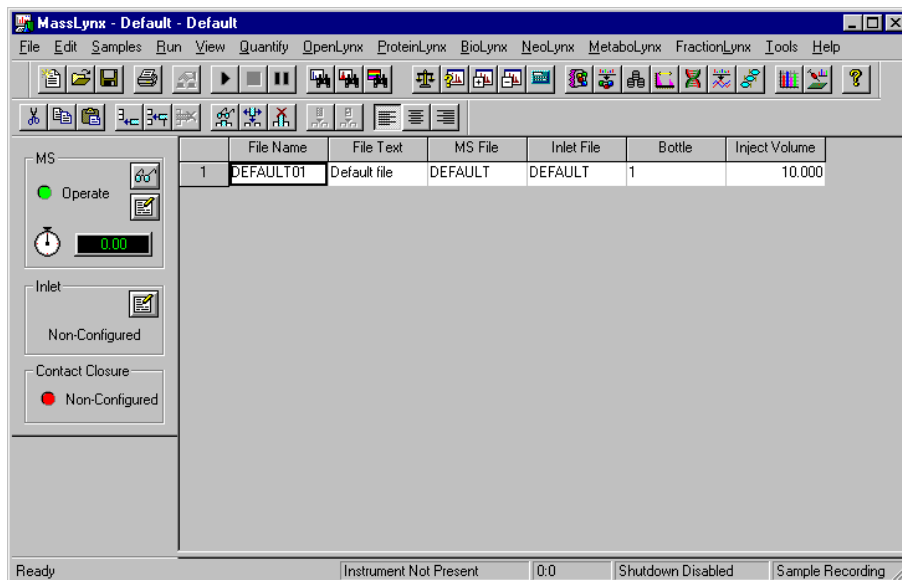 MassLynx - Default - Default
File Edit Samples Run View Quantify OpenLynx ProteinLynx BioLynx NeoLynx MetaboLynx FractionLynx Tools Help
MS
Operate
0.00
Inlet
Non-Configured
Contact Closure
Non-Configured
File Name File Text MS File Inlet File Bottle Inject Volume
1 DEFAULT01 Default file DEFAULT DEFAULT 1 10.000
Ready Instrument Not Present 0:0 Shutdown Disabled Sample Recording